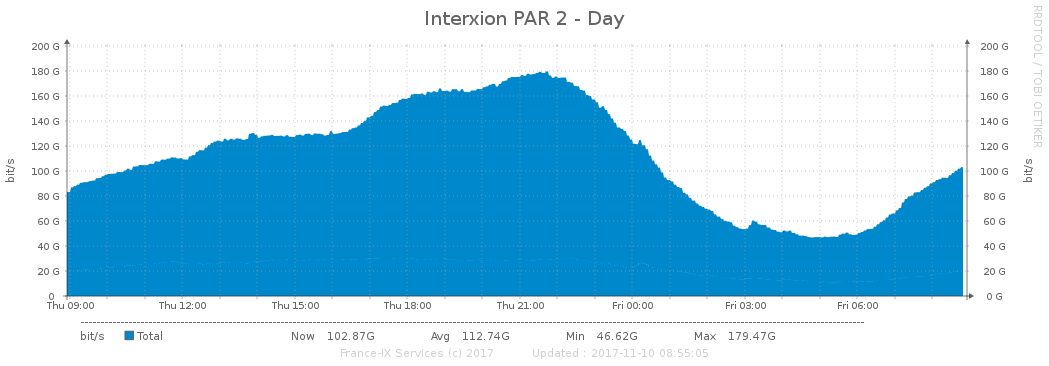 Interxion PAR 2 - Day
RRDTOOL / TOBI OETIKER
bit/s
200 G 200 G
180 G 180 G
160 G 160 G
140 G 140 G
120 G 120 G
100 G 100 G
80 G 80 G
60 G 60 G
40 G 40 G
20 G 20 G
0 0 G
bit/s
Thu 09:00 Thu 12:00 Thu 15:00 Thu 18:00 Thu 21:00 Fri 00:00 Fri 03:00 Fri 06:00
bit/s Total Now 102.87G Avg 112.74G Min 46.62G Max 179.47G
France-IX Services (c) 2017 Updated : 2017-11-10 08:55:05